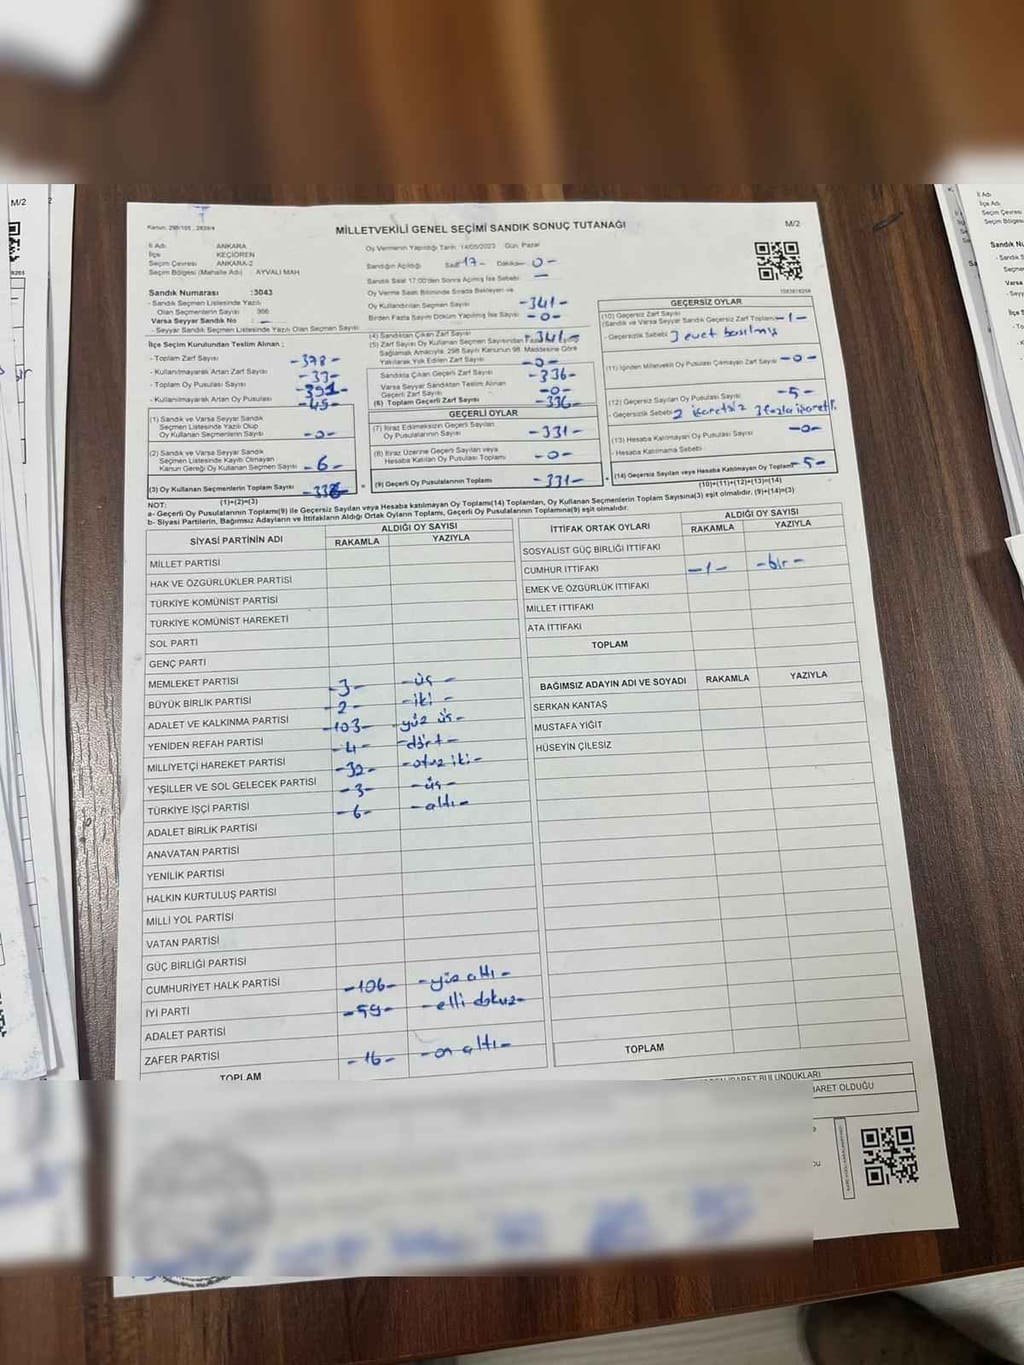 M/2
Kanun: 298/105 , 2839/4
MİLLETVEKİLİ GENEL SEÇİMİ SANDIK SONUÇ TUTANAĞI
M/2
İl Adı : ANKARA
İlçe : KEÇİÖREN
Seçim Çevresi : ANKARA-2
Seçim Bölgesi (Mahalle Adı) : AYVALI MAH
Oy Vermenin Yapıldığı Tarih :14/05/2023 Gün: Pazar
Sandığın Açıldığı Saat 17- Dakika -0-
Sandık Saat 17:00'den Sonra Açılmış İse Sebebi : -
Sandık Numarası :3043
- Sandık Seçmen Listesinde Yazılı
Olan Seçmenlerin Sayısı
Varsa Seyyar Sandık No : -
- Seyyar Sandık Seçmen Listesinde Yazılı Olan Seçmen Sayısı:
Oy Verme Saati Bitiminde Sırada Bekleyen ve
Oy Kullandırılan Seçmen Sayısı -341-
Birden Fazla Sayım Döküm Yapılmış İse Sebebi : -0-
İlçe Seçim Kurulundan Teslim Alınan ;
- Toplam Zarf Sayısı -378-
- Kullanılmayarak Artan Zarf Sayısı
- Toplam Oy Pusulası Sayısı
- Kullanılmayarak Artan Oy Pusulası -45-
(4) Sandıktan Çıkan Zarf Sayısı -341-
Sağlamak Amacıyla, 298 Sayılı Kanunun 98. Maddesine Göre
Yakılarak Yok Edilen Zarf Sayısı -0-
Sandıkta Çıkan Geçerli Zarf Sayısı -336-
Varsa Seyyar Sandıktan Teslim Alınan
Geçerli Zarf Sayısı -0-
(6) Toplam Geçerli Zarf Sayısı -336-
GEÇERSİZ OYLAR
(10) Geçersiz Zarf Sayısı
(Sandık ve Varsa Seyyar Sandık Geçersiz Zarf Toplamı) -1-
- Geçersizlik Sebebi: 3 evet basılmış
(11) İçinden Milletvekili Oy Pusulası Çıkmayan Zarf Sayısı -0-
(12) Geçersiz Sayılan Oy Pusulası Sayısı -5-
- Geçersizlik Sebebi: 2 işaretsiz 3 fazla işaretli
(13) Hesaba Katılmayan Oy Pusulası Sayısı -0-
- Hesaba Katılmama Sebebi:
(14) Geçersiz Sayılan veya Hesaba Katılmayan Oy Toplamı -5-
(10)+(11)+(12)+(13)=(14)
(1) Sandık ve Varsa Seyyar Sandık
Seçmen Listesinde Yazılı Olup
Oy Kullanan Seçmenlerin Sayısı -0-
(2) Sandık ve Varsa Seyyar Sandık
Seçmen Listesinde Kayıtlı Olmayan
Kanun Gereği Oy Kullanan Seçmen Sayısı -6-
(3) Oy Kullanan Seçmenlerin Toplam Sayısı
(1)+(2)=(3)
GEÇERLİ OYLAR
(7) İtiraz Edilmeksizin Geçerli Sayılan
Oy Pusulalarının Sayısı -331-
(8) İtiraz Üzerine Geçerli Sayılan veya
Hesaba Katılan Oy Pusulası Toplamı -0-
(9) Geçerli Oy Pusulalarının Toplamı -331-
NOT:
a- Geçerli Oy Pusulalarının Toplamı(9) ile Geçersiz Sayılan veya Hesaba katılmayan Oy Toplamı(14) Toplamları, Oy Kullanan Seçmenlerin Toplam Sayısına(3) eşit olmalıdır. (9)+(14)=(3)
b- Siyasi Partilerin, Bağımsız Adayların ve İttifakların Aldığı Ortak Oyların Toplamı, Geçerli Oy Pusulalarının Toplamına(9) eşit olmalıdır.
SİYASİ PARTİNİN ADI ALDIĞI OY SAYISI
RAKAMLA YAZIYLA
MİLLET PARTİSİ
HAK VE ÖZGÜRLÜKLER PARTİSİ
TÜRKİYE KOMÜNİST PARTİSİ
TÜRKİYE KOMÜNİST HAREKETİ
SOL PARTİ
GENÇ PARTİ
MEMLEKET PARTİSİ -3- -üç-
BÜYÜK BİRLİK PARTİSİ -2- -iki-
ADALET VE KALKINMA PARTİSİ -103- -yüz üç-
YENİDEN REFAH PARTİSİ -4- -dört-
MİLLİYETÇİ HAREKET PARTİSİ -32- -otuz iki-
YEŞİLLER VE SOL GELECEK PARTİSİ -3- -üç-
TÜRKİYE İŞÇİ PARTİSİ -6- -altı-
ADALET BİRLİK PARTİSİ
ANAVATAN PARTİSİ
YENİLİK PARTİSİ
HALKIN KURTULUŞ PARTİSİ
MİLLİ YOL PARTİSİ
VATAN PARTİSİ
GÜÇ BİRLİĞİ PARTİSİ
CUMHURİYET HALK PARTİSİ -106- -yüz altı-
İYİ PARTİ -59- -elli dokuz-
ADALET PARTİSİ
ZAFER PARTİSİ -16- -on altı-
TOPLAM
İTTİFAK ORTAK OYLARI ALDIĞI OY SAYISI
RAKAMLA YAZIYLA
SOSYALİST GÜÇ BİRLİĞİ İTTİFAKI
CUMHUR İTTİFAKI -1- -bir-
EMEK VE ÖZGÜRLÜK İTTİFAKI
MİLLET İTTİFAKI
ATA İTTİFAKI
TOPLAM
BAĞIMSIZ ADAYIN ADI VE SOYADI RAKAMLA YAZIYLA
SERKAN KANTAŞ
MUSTAFA YİĞİT
HÜSEYİN ÇİLESİZ
TOPLAM
BULUNDUKLARI
OLDUĞU